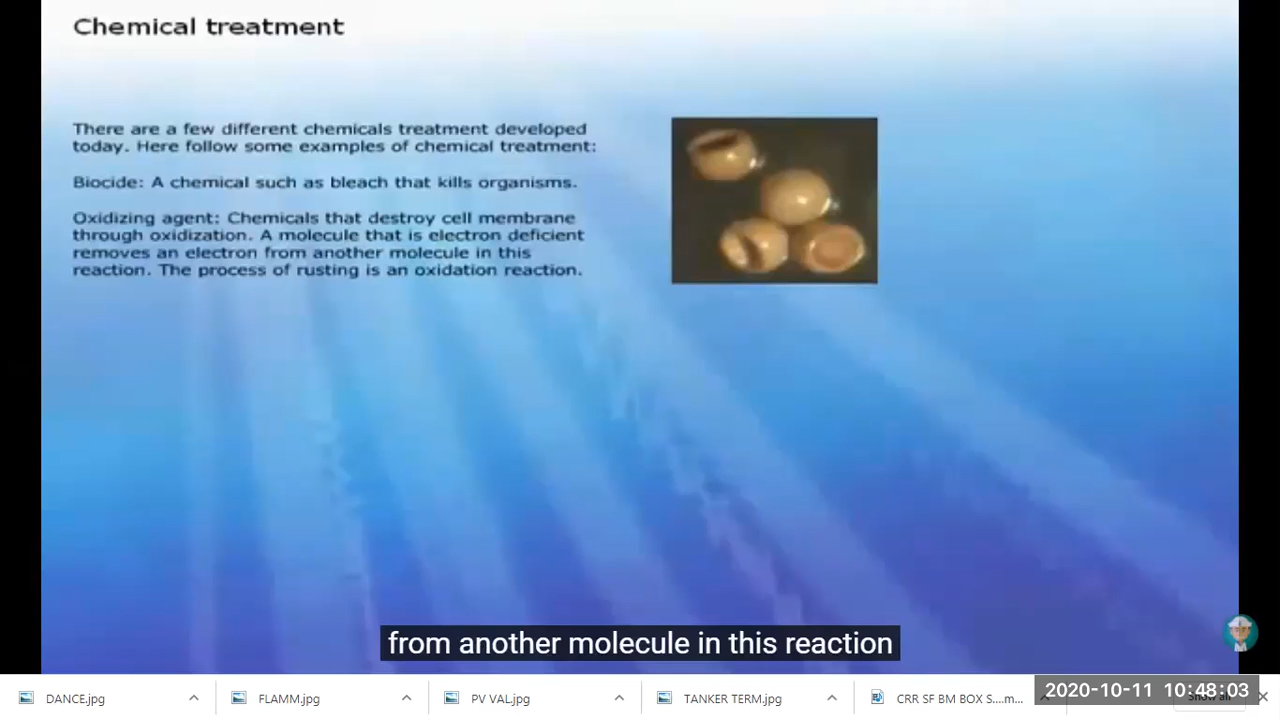 Chemical treatment
There are a few different chemicals treatment developed
today. Here follow some examples of chemical treatment:
Biocide: A chemical such as bleach that kills organisms.
Oxidizing agent: Chemicals that destroy cell membrane
through oxidization. A molecule that is electron deficient
removes an electron from another molecule in this
reaction. The process of rusting is an oxidation reaction.
from another molecule in this reaction
DANCE.jpg
FLAMM.jpg
PV VAL.jpg
TANKER TERM.jpg
CRR SF BM BOX S....m...
2020-10-11 10:48:03